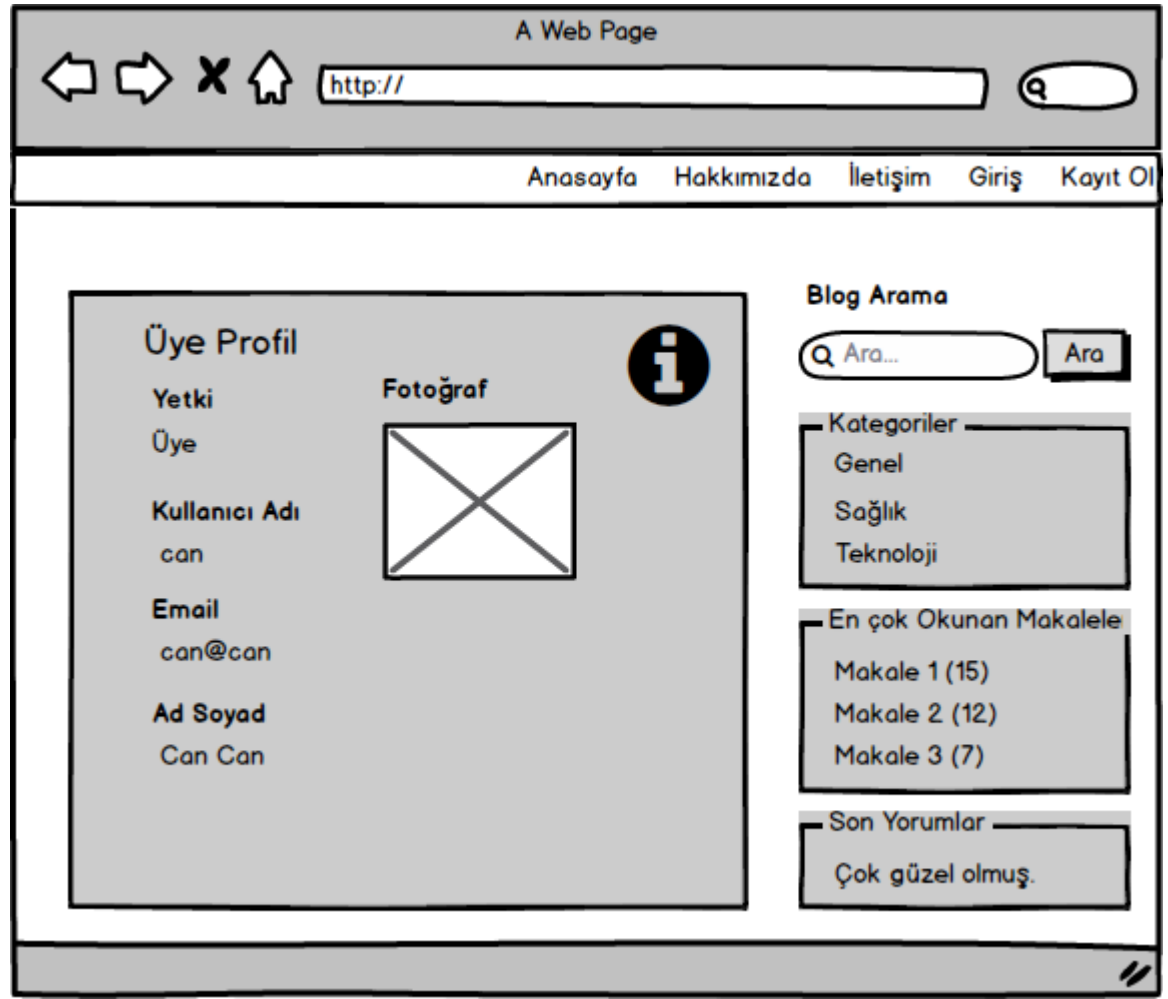 A Web Page
http://
Anasayfa Hakkımızda İletişim Giriş Kayıt Ol
Üye Profil
Yetki
Üye
Kullanıcı Adı
can
Email
can@can
Ad Soyad
Can Can
Fotoğraf
Blog Arama
Ara... Ara
Kategoriler
Genel
Sağlık
Teknoloji
En çok Okunan Makalele
Makale 1 (15)
Makale 2 (12)
Makale 3 (7)
Son Yorumlar
Çok güzel olmuş.